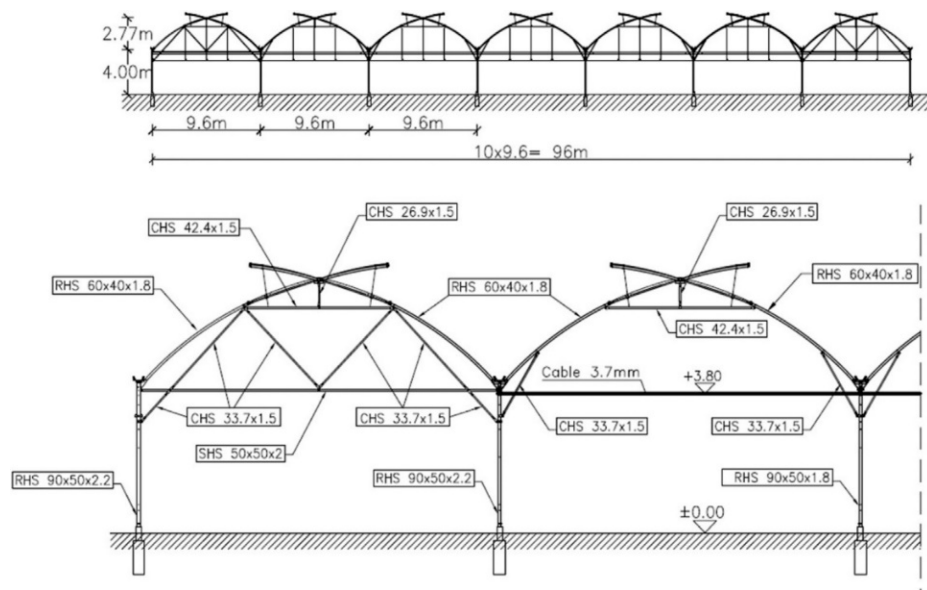 2.77m
4.00m
9.6m
9.6m
9.6m
10x9.6= 96m
CHS 26.9x1.5
CHS 26.9x1.5
CHS 42.4x1.5
RHS 60x40x1.8
RHS 60x40x1.8
RHS 60x40x1.8
CHS 42.4x1.5
Cable 3.7mm
+3.80
CHS 33.7x1.5
CHS 33.7x1.5
CHS 33.7x1.5
CHS 33.7x1.5
SHS 50x50x2
RHS 90x50x2.2
RHS 90x50x2.2
RHS 90x50x1.8
±0.00